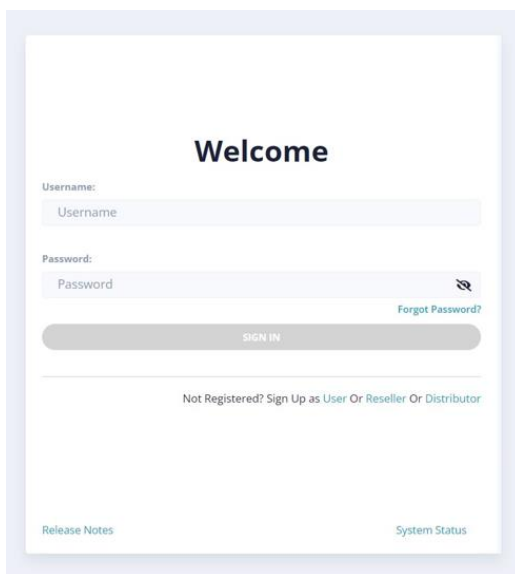 Welcome
Username:
Username
Password:
Password
Forgot Password?
SIGN IN
Not Registered? Sign Up as User Or Reseller Or Distributor
Release Notes
System Status